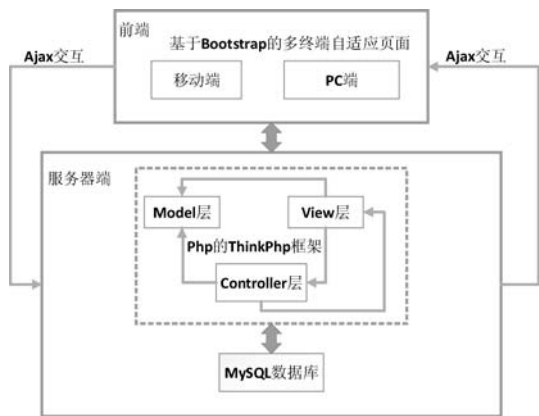 前端
基于Bootstrap的多终端自适应页面
Ajax交互
Ajax交互
移动端
PC端
服务器端
Model层
View层
Php的ThinkPhp框架
Controller层
MySQL数据库